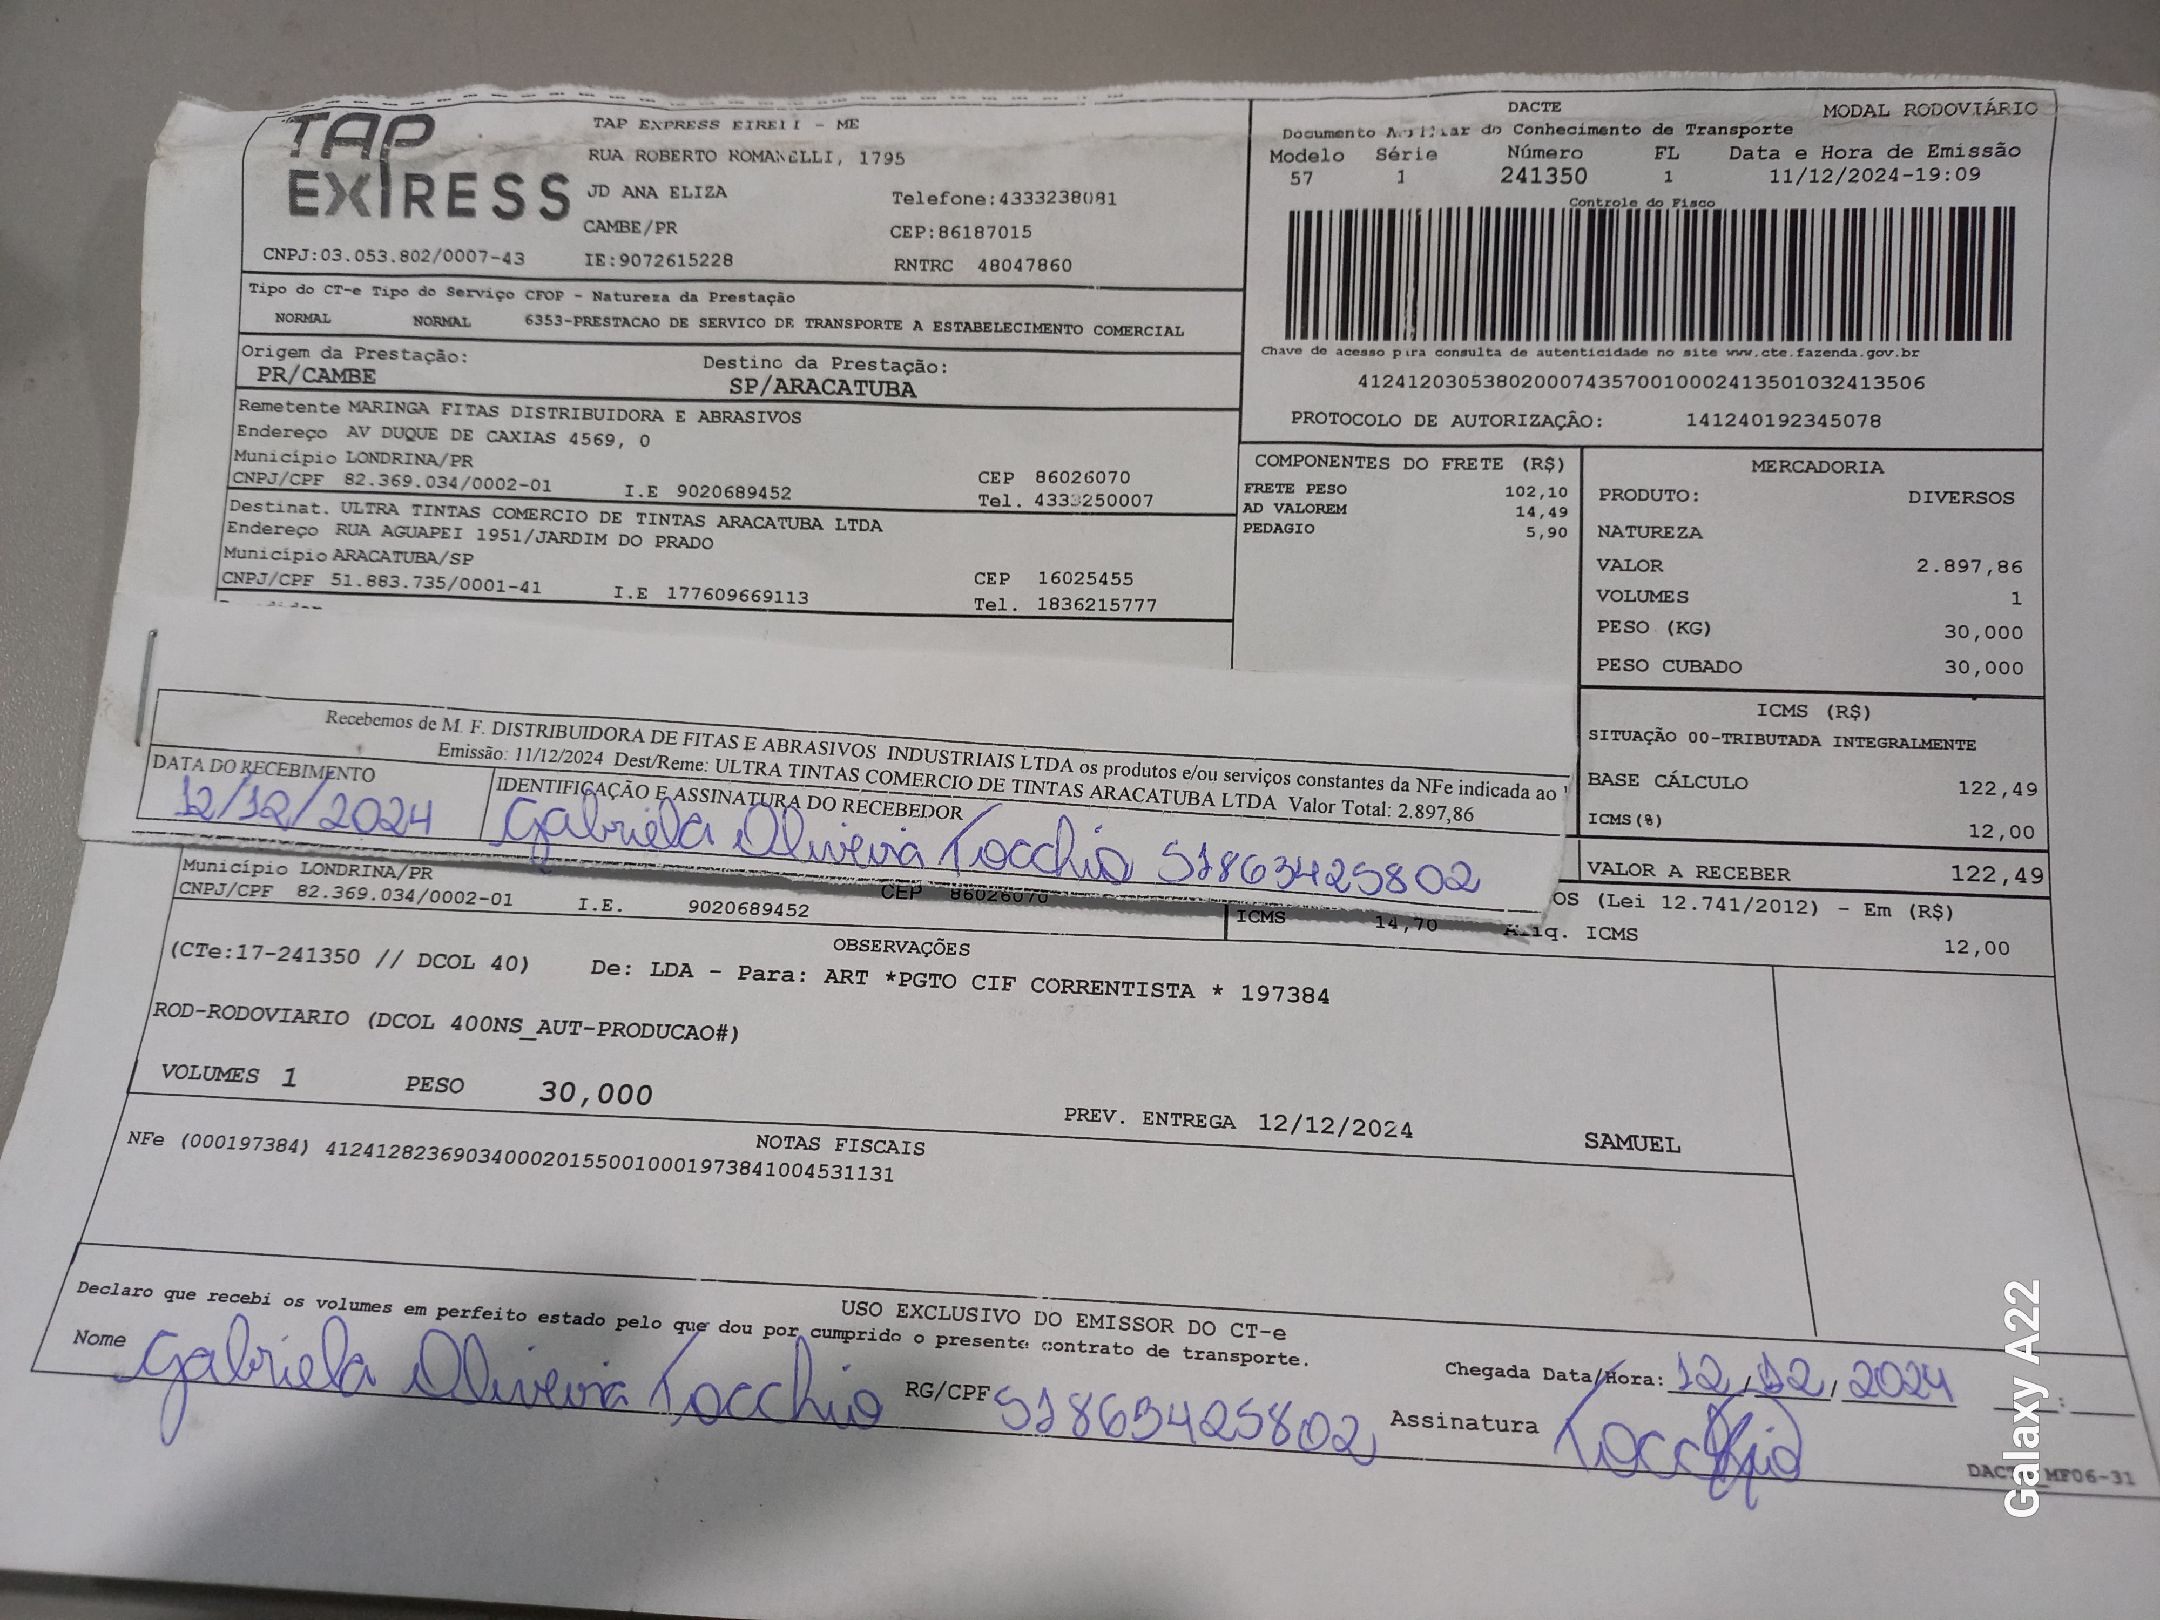 TAP EXPRESS
TAP EXPRESS EIRELI - ME
RUA ROBERTO ROMANELLI, 1795
JD ANA ELIZA Telefone:4333238081
CAMBE/PR CEP:86187015
CNPJ:03.053.802/0007-43 IE:9072615228 RNTRC 48047860
DACTE MODAL RODOVIÁRIO
Documento Auxiliar do Conhecimento de Transporte
Modelo Série Número FL Data e Hora de Emissão
57 1 241350 1 11/12/2024-19:09
Controle do Fisco
Chave de acesso para consulta de autenticidade no site www.cte.fazenda.gov.br
41241203053802000743570010002413501032413506
PROTOCOLO DE AUTORIZAÇÃO: 141240192345078
Tipo do CT-e Tipo do Serviço CFOP - Natureza da Prestação
NORMAL NORMAL 6353-PRESTACAO DE SERVICO DE TRANSPORTE A ESTABELECIMENTO COMERCIAL
Origem da Prestação: Destino da Prestação:
PR/CAMBE SP/ARACATUBA
Remetente MARINGA FITAS DISTRIBUIDORA E ABRASIVOS
Endereço AV DUQUE DE CAXIAS 4569, 0
Município LONDRINA/PR CEP 86026070
CNPJ/CPF 82.369.034/0002-01 I.E 9020689452 Tel. 4333250007
Destinat. ULTRA TINTAS COMERCIO DE TINTAS ARACATUBA LTDA
Endereço RUA AGUAPEI 1951/JARDIM DO PRADO
Município ARACATUBA/SP CEP 16025455
CNPJ/CPF 51.883.735/0001-41 I.E 177609669113 Tel. 1836215777
COMPONENTES DO FRETE (R$)
FRETE PESO 102,10
AD VALOREM 14,49
PEDAGIO 5,90
MERCADORIA
PRODUTO: DIVERSOS
NATUREZA
VALOR 2.897,86
VOLUMES 1
PESO (KG) 30,000
PESO CUBADO 30,000
ICMS (R$)
SITUAÇÃO 00-TRIBUTADA INTEGRALMENTE
BASE CÁLCULO 122,49
ICMS(%) 12,00
VALOR A RECEBER 122,49
Recebemos de M. F. DISTRIBUIDORA DE FITAS E ABRASIVOS INDUSTRIAIS LTDA os produtos e/ou serviços constantes da NFe indicada ao
Emissão: 11/12/2024 Dest/Reme: ULTRA TINTAS COMERCIO DE TINTAS ARACATUBA LTDA Valor Total: 2.897,86
DATA DO RECEBIMENTO IDENTIFICAÇÃO E ASSINATURA DO RECEBEDOR
12/12/2024 Gabriela Oliveira Tocchio 51863425802
Município LONDRINA/PR CEP 86026070
CNPJ/CPF 82.369.034/0002-01 I.E. 9020689452
OS (Lei 12.741/2012) - Em (R$)
ICMS 14,70 Aliq. ICMS 12,00
OBSERVAÇÕES
(CTe:17-241350 // DCOL 40) De: LDA - Para: ART *PGTO CIF CORRENTISTA * 197384
ROD-RODOVIARIO (DCOL 400NS_AUT-PRODUCAO#)
VOLUMES 1 PESO 30,000 PREV. ENTREGA 12/12/2024 SAMUEL
NOTAS FISCAIS
NFe (000197384) 41241282369034000201550010001973841004531131
USO EXCLUSIVO DO EMISSOR DO CT-e
Declaro que recebi os volumes em perfeito estado pelo que dou por cumprido o presente contrato de transporte.
Nome Gabriela Oliveira Tocchio RG/CPF 51863425802 Chegada Data/Hora: 12/12/2024 :
Assinatura Tocchio
DACTE_MF06-31
Galaxy A22